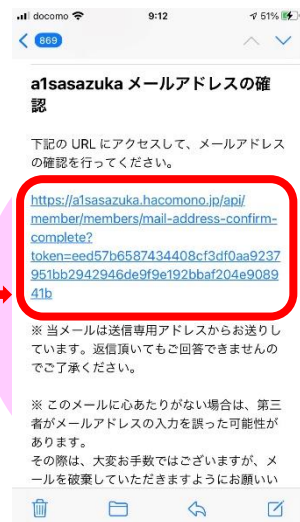 docomo 9:12 51%
869
a1sasazuka メールアドレスの確
認
下記の URL にアクセスして、メールアドレス
の確認を行ってください。
https://a1sasazuka.hacomono.jp/api/
member/members/mail-address-confirm-
complete?
token=eed57b6587434408cf3df0aa9237
951bb2942946de9f9e192bbaf204e9089
41b
※ 当メールは送信専用アドレスからお送りし
ています。返信頂いてもご回答できませんの
でご了承ください。
※ このメールに心あたりがない場合は、第三
者がメールアドレスの入力を誤った可能性が
あります。
その際は、大変お手数ではございますが、メ
ールを破棄していただきますようにお願いい